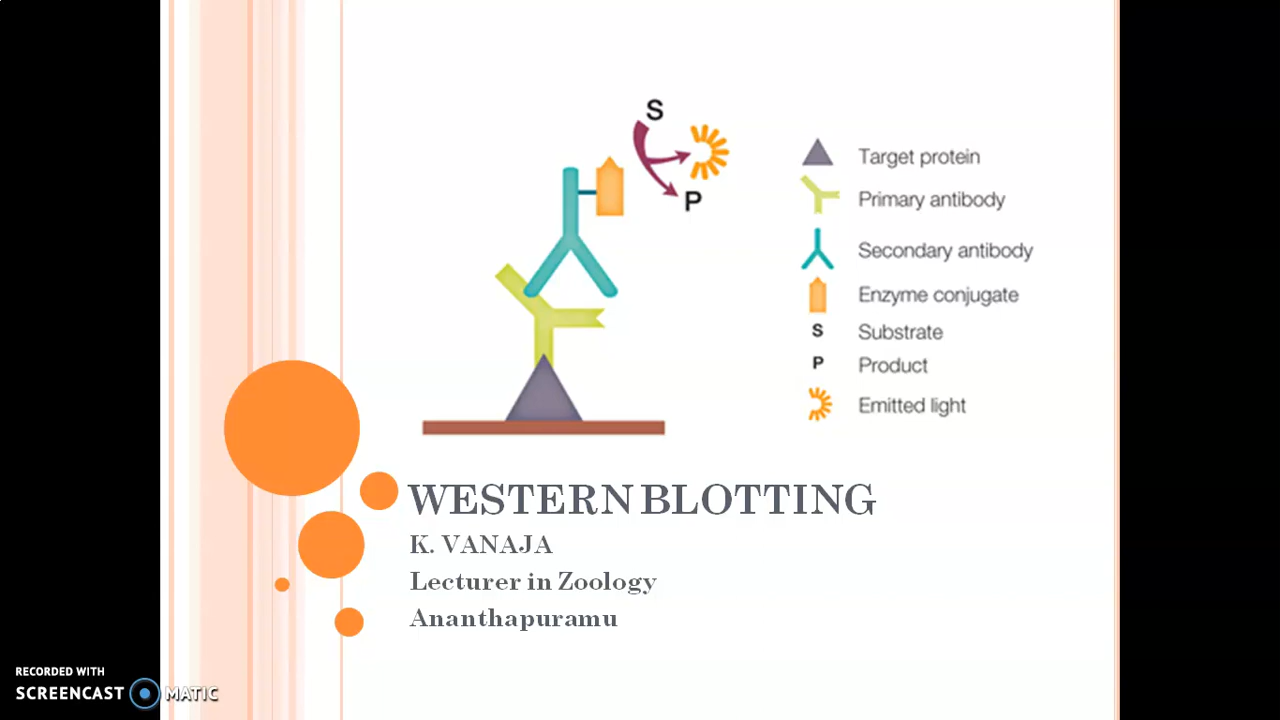 S
P
Target protein
Primary antibody
Secondary antibody
Enzyme conjugate
S Substrate
P Product
Emitted light
WESTERN BLOTTING
K. VANAJA
Lecturer in Zoology
Ananthapuramu
RECORDED WITH
SCREENCAST MATIC